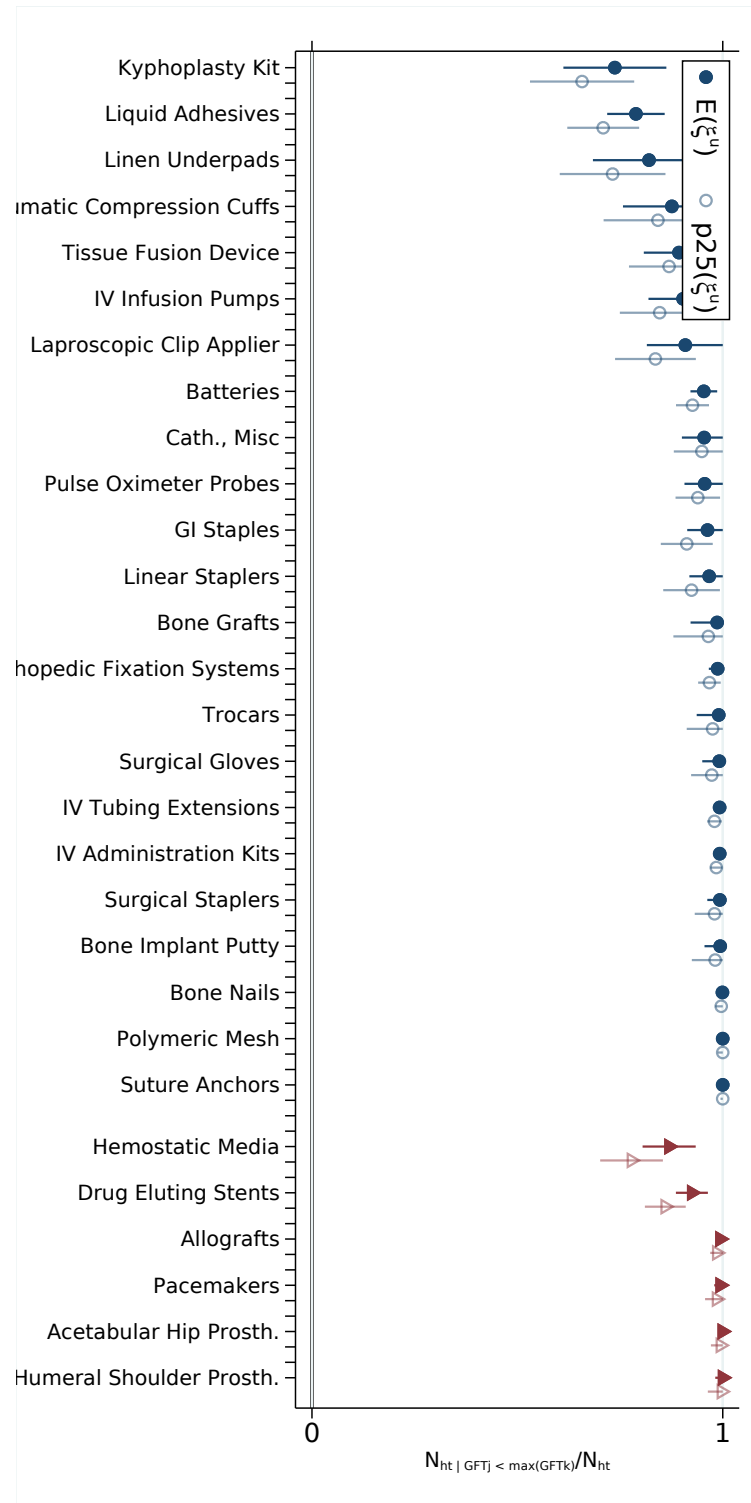 Kyphoplasty Kit
Liquid Adhesives
Linen Underpads
umatic Compression Cuffs
Tissue Fusion Device
IV Infusion Pumps
Laproscopic Clip Applier
Batteries
Cath., Misc
Pulse Oximeter Probes
GI Staples
Linear Staplers
Bone Grafts
hopedic Fixation Systems
Trocars
Surgical Gloves
IV Tubing Extensions
IV Administration Kits
Surgical Staplers
Bone Implant Putty
Bone Nails
Polymeric Mesh
Suture Anchors
Hemostatic Media
Drug Eluting Stents
Allografts
Pacemakers
Acetabular Hip Prosth.
Humeral Shoulder Prosth.
E(ξᵘ) p25(ξᵘ)
0 1
N_ht | GFTj < max(GFTk)/N_ht